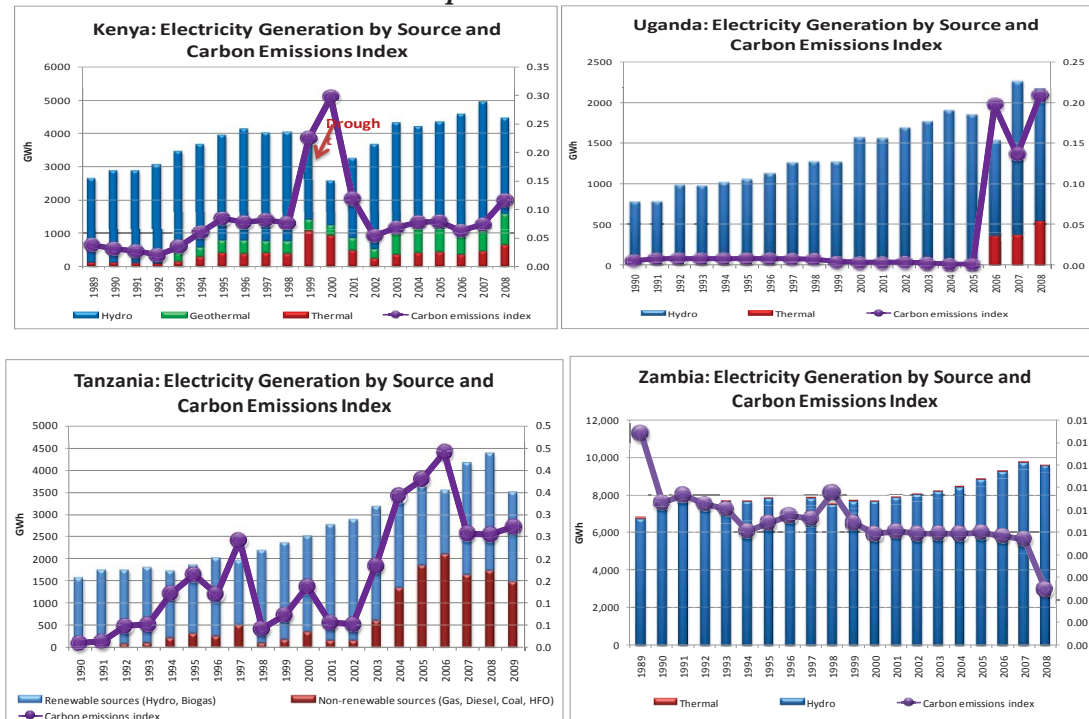 Kenya: Electricity Generation by Source and
Carbon Emissions Index
6000
5000
4000
3000
2000
1000
0
GWh
0.35
0.30
0.25
0.20
0.15
0.10
0.05
0.00
Drough
t
1989 1990 1991 1992 1993 1994 1995 1996 1997 1998 1999 2000 2001 2002 2003 2004 2005 2006 2007 2008
Hydro Geothermal Thermal Carbon emissions index
Uganda: Electricity Generation by Source and
Carbon Emissions Index
2500
2000
1500
1000
500
0
GWh
0.25
0.20
0.15
0.10
0.05
0.00
1990 1991 1992 1993 1994 1995 1996 1997 1998 1999 2000 2001 2002 2003 2004 2005 2006 2007 2008
Hydro Thermal Carbon emissions index
Tanzania: Electricity Generation by Source and
Carbon Emissions Index
5000
4500
4000
3500
3000
2500
2000
1500
1000
500
0
GWh
0.5
0.5
0.4
0.4
0.3
0.3
0.2
0.2
0.1
0.1
0.0
1990 1991 1992 1993 1994 1995 1996 1997 1998 1999 2000 2001 2002 2003 2004 2005 2006 2007 2008 2009
Renewable sources (Hydro, Biogas) Non-renewable sources (Gas, Diesel, Coal, HFO)
Carbon emissions index
Zambia: Electricity Generation by Source and
Carbon Emissions Index
12,000
10,000
8,000
6,000
4,000
2,000
0
GWh
0.01
0.01
0.01
0.01
0.01
0.01
0.00
0.00
0.00
0.00
0.00
1989 1990 1991 1992 1993 1994 1995 1996 1997 1998 1999 2000 2001 2002 2003 2004 2005 2006 2007 2008
Thermal Hydro Carbon emissions index